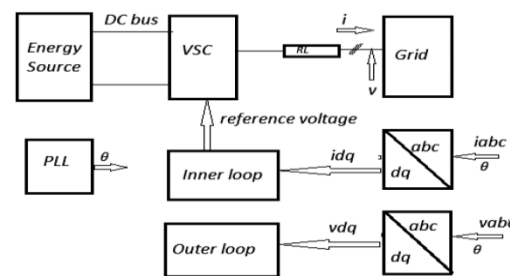 DC bus
Energy
Source
VSC
RL
i
v
Grid
reference voltage
PLL
θ
Inner loop
idq
abc
dq
iabc
θ
Outer loop
vdq
abc
dq
θ